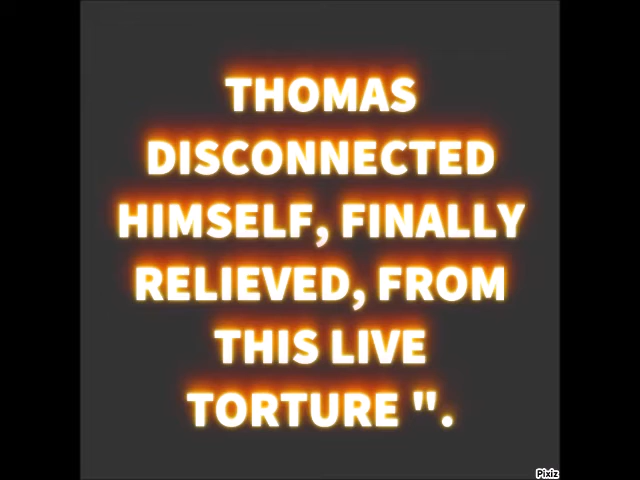 THOMAS
DISCONNECTED
HIMSELF, FINALLY
RELIEVED, FROM
THIS LIVE
TORTURE ".
Pixiz